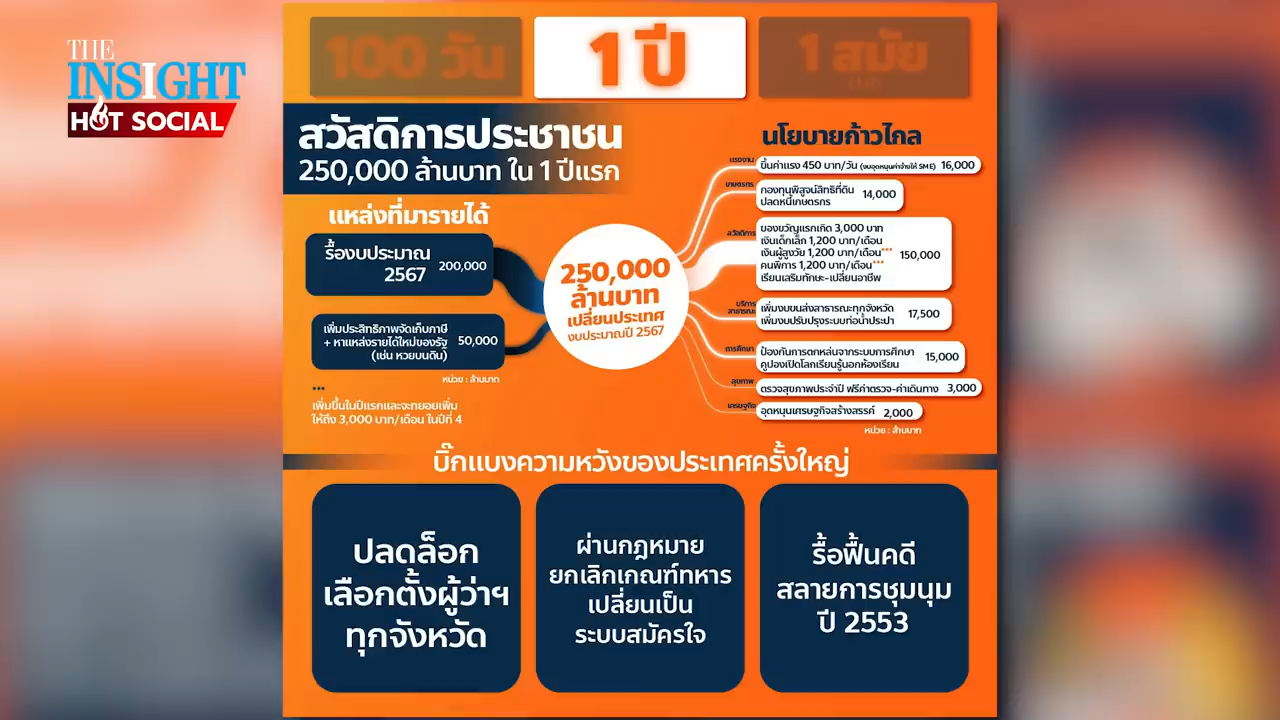 THE
INSIGHT
HOT SOCIAL
100 วัน
1 ปี
1 สมัย
สวัสดิการประชาชน
250,000 ล้านบาท ใน 1 ปีแรก
แหล่งที่มารายได้
รื้องบประมาณ
2567
200,000
เพิ่มประสิทธิภาพจัดเก็บภาษี
+ หาแหล่งรายได้ใหม่ของรัฐ
(เช่น หวยบนดิน)
50,000
หน่วย : ล้านบาท
***
เพิ่มขึ้นในปีแรกและจะทยอยเพิ่ม
ให้ถึง 3,000 บาท/เดือน ในปีที่ 4
250,000
ล้านบาท
เปลี่ยนประเทศ
งบประมาณปี 2567
นโยบายก้าวไกล
แรงงาน
ขึ้นค่าแรง 450 บาท/วัน (งบอุดหนุนค่าจ้างให้ SME) 16,000
เกษตรกร
กองทุนพิสูจน์สิทธิที่ดิน
ปลดหนี้เกษตรกร
14,000
สวัสดิการ
ของขวัญแรกเกิด 3,000 บาท
เงินเด็กเล็ก 1,200 บาท/เดือน
เงินผู้สูงวัย 1,200 บาท/เดือน***
คนพิการ 1,200 บาท/เดือน***
เรียนเสริมทักษะ-เปลี่ยนอาชีพ
150,000
บริการ
สาธารณะ
เพิ่มงบขนส่งสาธารณะทุกจังหวัด
เพิ่มงบปรับปรุงระบบท่อน้ำประปา
17,500
การศึกษา
ป้องกันการตกหล่นจากระบบการศึกษา
คูปองเปิดโลกเรียนรู้นอกห้องเรียน
15,000
สุขภาพ
ตรวจสุขภาพประจำปี ฟรีค่าตรวจ-ค่าเดินทาง 3,000
เศรษฐกิจ
อุดหนุนเศรษฐกิจสร้างสรรค์ 2,000
หน่วย : ล้านบาท
บิ๊กแบงความหวังของประเทศครั้งใหญ่
ปลดล็อก
เลือกตั้งผู้ว่าฯ
ทุกจังหวัด
ผ่านกฎหมาย
ยกเลิกเกณฑ์ทหาร
เปลี่ยนเป็น
ระบบสมัครใจ
รื้อฟื้นคดี
สลายการชุมนุม
ปี 2553